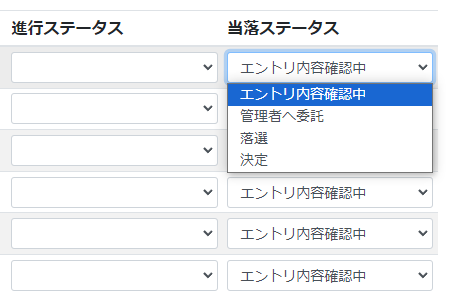 進行ステータス 当落ステータス
エントリ内容確認中
エントリ内容確認中
管理者へ委託
落選
決定
エントリ内容確認中
エントリ内容確認中
エントリ内容確認中